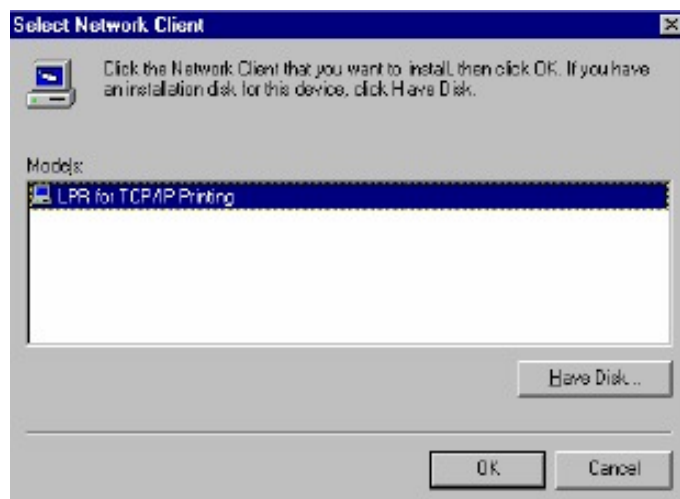 Select Network Client
Click the Network Client that you want to install, then click OK. If you have
an installation disk for this device, click Have Disk.
Models:
LPR for TCP/IP Printing
Have Disk...
OK
Cancel